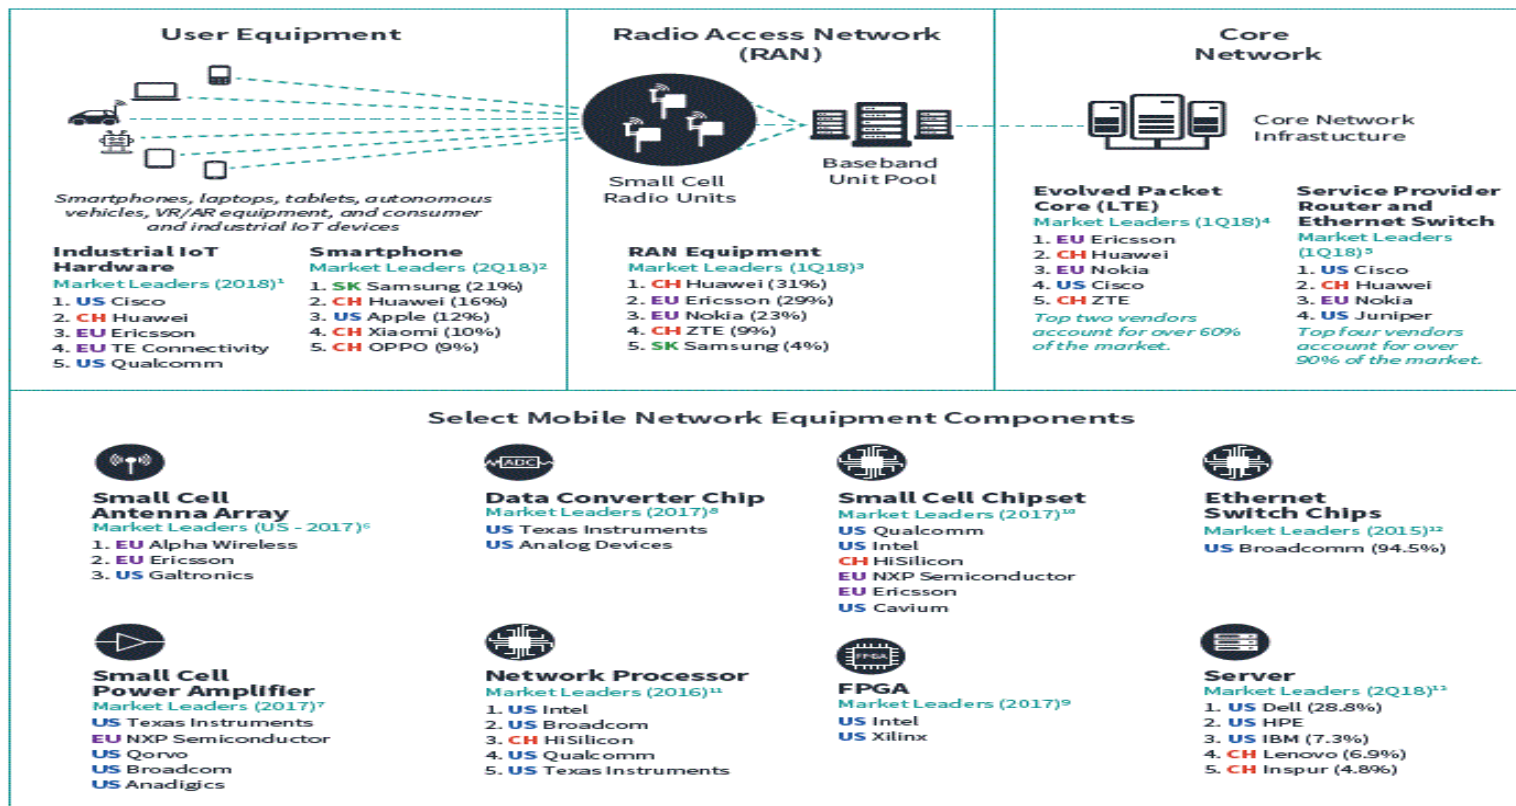 User Equipment
Smartphones, laptops, tablets, autonomous
vehicles, VR/AR equipment, and consumer
and industrial IoT devices
Industrial IoT
Hardware
Market Leaders (2018)¹
1. US Cisco
2. CH Huawei
3. EU Ericsson
4. EU TE Connectivity
5. US Qualcomm
Smartphone
Market Leaders (2Q18)²
1. SK Samsung (21%)
2. CH Huawei (16%)
3. US Apple (12%)
4. CH Xiaomi (10%)
5. CH OPPO (9%)
Radio Access Network
(RAN)
Small Cell
Radio Units
Baseband
Unit Pool
RAN Equipment
Market Leaders (1Q18)³
1. CH Huawei (31%)
2. EU Ericsson (29%)
3. EU Nokia (23%)
4. CH ZTE (9%)
5. SK Samsung (4%)
Core
Network
Core Network
Infrastucture
Evolved Packet
Core (LTE)
Market Leaders (1Q18)⁴
1. EU Ericsson
2. CH Huawei
3. EU Nokia
4. US Cisco
5. CH ZTE
Top two vendors
account for over 60%
of the market.
Service Provider
Router and
Ethernet Switch
Market Leaders
(1Q18)⁵
1. US Cisco
2. CH Huawei
3. EU Nokia
4. US Juniper
Top four vendors
account for over
90% of the market.
Select Mobile Network Equipment Components
Small Cell
Antenna Array
Market Leaders (US - 2017)⁶
1. EU Alpha Wireless
2. EU Ericsson
3. US Galtronics
ADC
Data Converter Chip
Market Leaders (2017)⁸
US Texas Instruments
US Analog Devices
Small Cell Chipset
Market Leaders (2017)¹⁰
US Qualcomm
US Intel
CH HiSilicon
EU NXP Semiconductor
EU Ericsson
US Cavium
Ethernet
Switch Chips
Market Leaders (2015)¹²
US Broadcomm (94.5%)
Small Cell
Power Amplifier
Market Leaders (2017)⁷
US Texas Instruments
EU NXP Semiconductor
US Qorvo
US Broadcom
US Anadigics
Network Processor
Market Leaders (2016)¹¹
1. US Intel
2. US Broadcom
3. CH HiSilicon
4. US Qualcomm
5. US Texas Instruments
FPGA
FPGA
Market Leaders (2017)⁹
US Intel
US Xilinx
Server
Market Leaders (2Q18)¹³
1. US Dell (28.8%)
2. US HPE
3. US IBM (7.3%)
4. CH Lenovo (6.9%)
5. CH Inspur (4.8%)